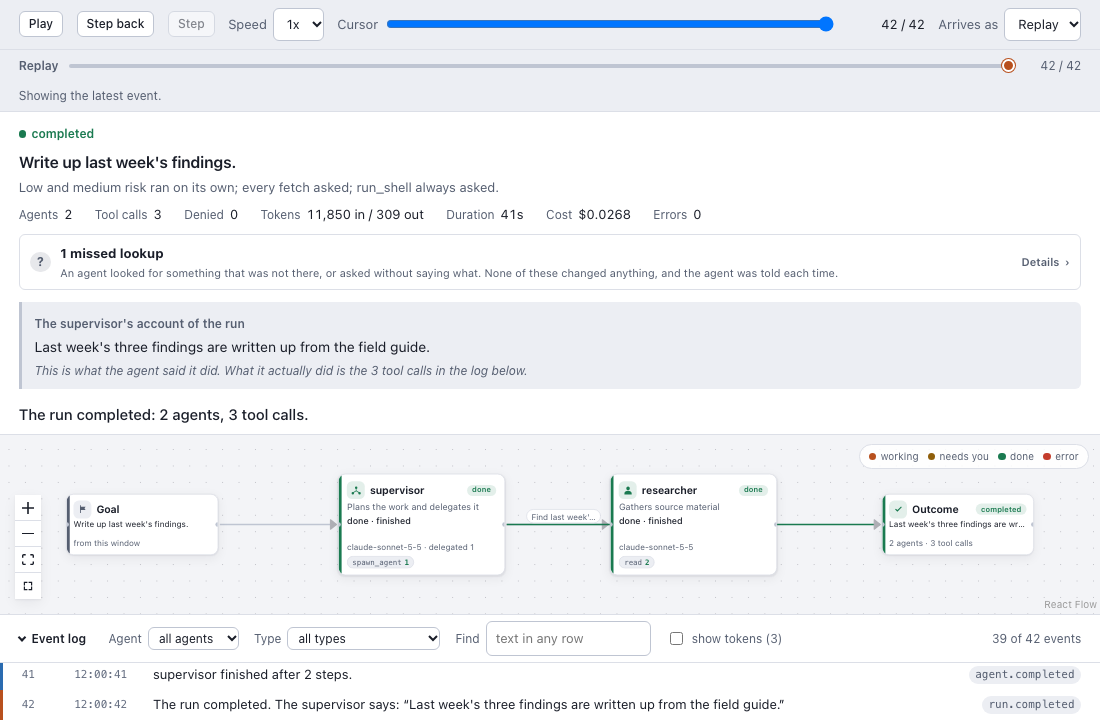 Play Step back Step Speed 1x Cursor 42 / 42 Arrives as Replay
Replay 42 / 42
Showing the latest event.
completed
Write up last week's findings.
Low and medium risk ran on its own; every fetch asked; run_shell always asked.
Agents 2 Tool calls 3 Denied 0 Tokens 11,850 in / 309 out Duration 41s Cost $0.0268 Errors 0
? 1 missed lookup
An agent looked for something that was not there, or asked without saying what. None of these changed anything, and the agent was told each time.
Details ›
The supervisor's account of the run
Last week's three findings are written up from the field guide.
This is what the agent said it did. What it actually did is the 3 tool calls in the log below.
The run completed: 2 agents, 3 tool calls.
working needs you done error
Goal
Write up last week's findings.
from this window
supervisor done
Plans the work and delegates it
done · finished
claude-sonnet-5-5 · delegated 1
spawn_agent 1
Find last week'...
researcher done
Gathers source material
done · finished
claude-sonnet-5-5
read 2
Outcome completed
Last week's three findings are wr...
2 agents · 3 tool calls
React Flow
Event log Agent all agents Type all types Find text in any row show tokens (3) 39 of 42 events
41 12:00:41 supervisor finished after 2 steps. agent.completed
42 12:00:42 The run completed. The supervisor says: “Last week's three findings are written up from the field guide.” run.completed